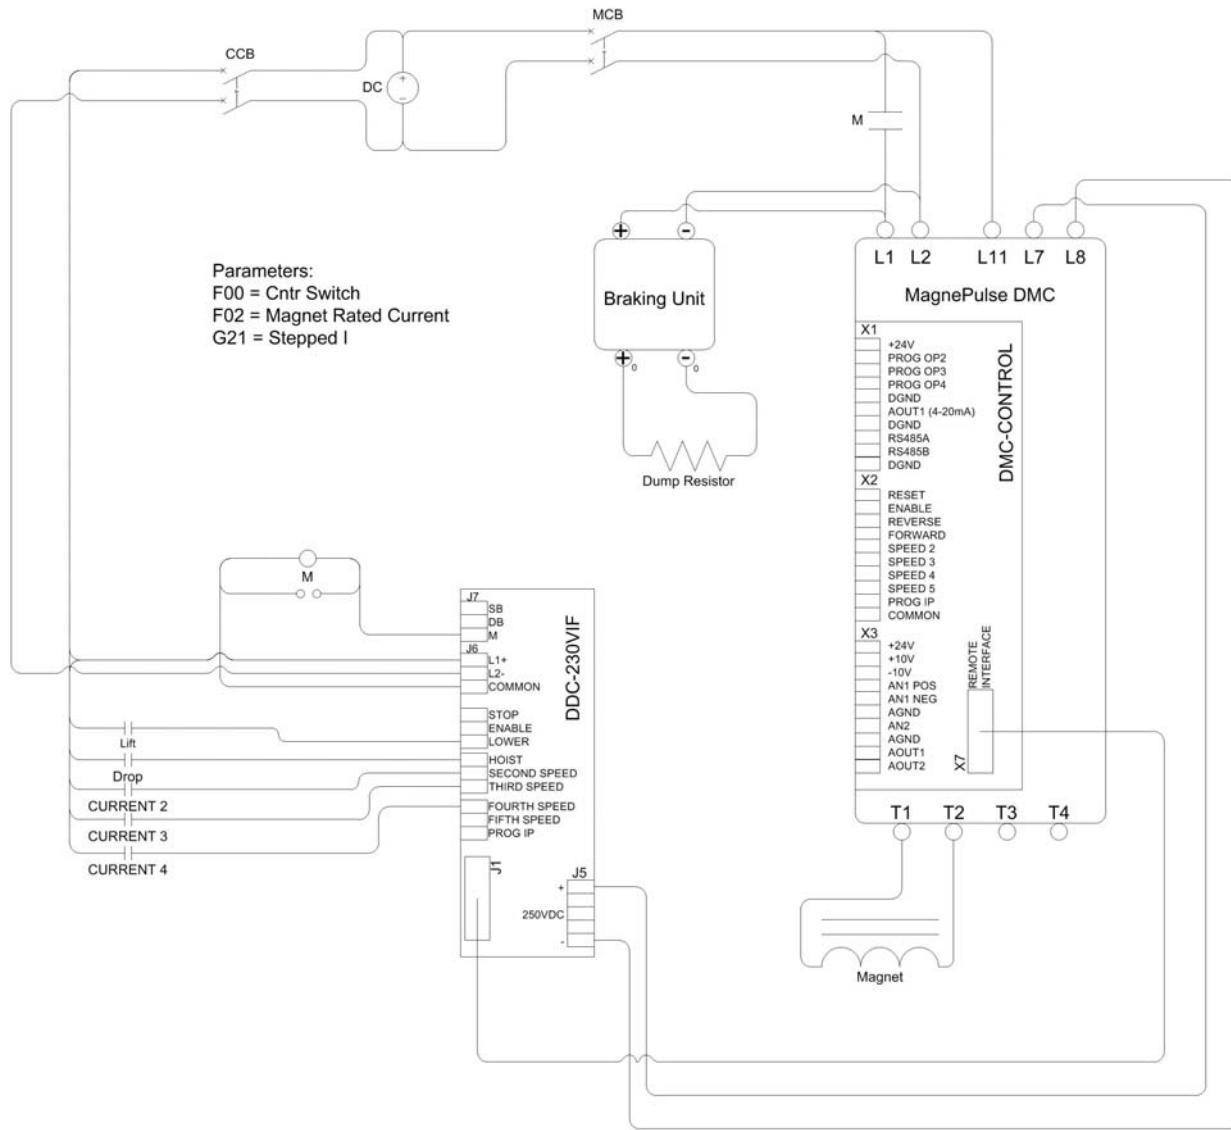 MCB
CCB
DC
+
–
M
L1 L2 L11 L7 L8
MagnePulse DMC
+ -
Braking Unit
+ 0 - 0
Dump Resistor
Parameters:
F00 = Cntr Switch
F02 = Magnet Rated Current
G21 = Stepped I
DMC-CONTROL
X1
+24V
PROG OP2
PROG OP3
PROG OP4
DGND
AOUT1 (4-20mA)
DGND
RS485A
RS485B
DGND
X2
RESET
ENABLE
REVERSE
FORWARD
SPEED 2
SPEED 3
SPEED 4
SPEED 5
PROG IP
COMMON
X3
+24V
+10V
-10V
AN1 POS
AN1 NEG
AGND
AN2
AGND
AOUT1
AOUT2
REMOTE
INTERFACE
X7
T1 T2 T3 T4
Magnet
M
DDC-230VIF
J7
SB
DB
M
J6
L1+
L2-
COMMON
STOP
ENABLE
LOWER
HOIST
SECOND SPEED
THIRD SPEED
FOURTH SPEED
FIFTH SPEED
PROG IP
J1
J5
+
250VDC
-
Lift
Drop
CURRENT 2
CURRENT 3
CURRENT 4